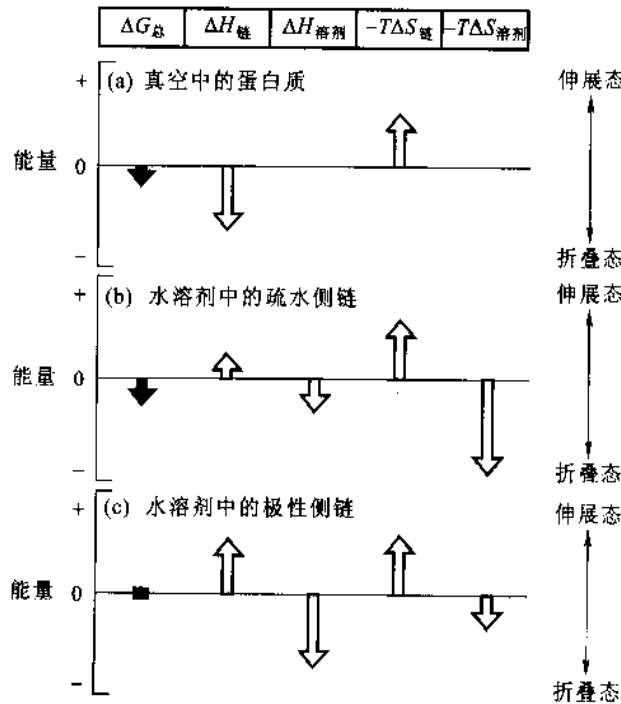 ΔG总 ΔH链 ΔH溶剂 −TΔS链 −TΔS溶剂
+ (a) 真空中的蛋白质 伸展态
能量 0
− 折叠态
+ (b) 水溶剂中的疏水侧链 伸展态
能量 0
− 折叠态
+ (c) 水溶剂中的极性侧链 伸展态
能量 0
− 折叠态